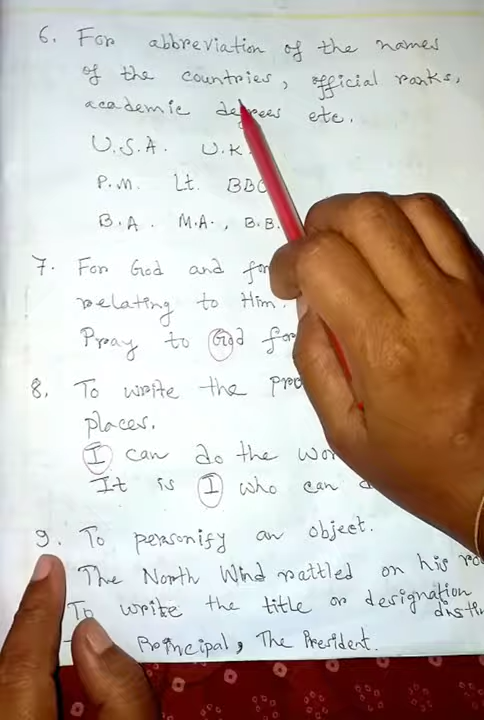 6. For abbreviation of the names
of the countries, official ranks,
academic degrees etc.
U.S.A. U.K.
P.M. Lt. BBC
B.A. M.A., B.B.
7. For God and for
relating to Him.
Pray to God for
8. To write the
places.
I can do the
It is I who can
9. To personify an object.
The North Wind rattled on his
To write the title or designation
Principal, The President.